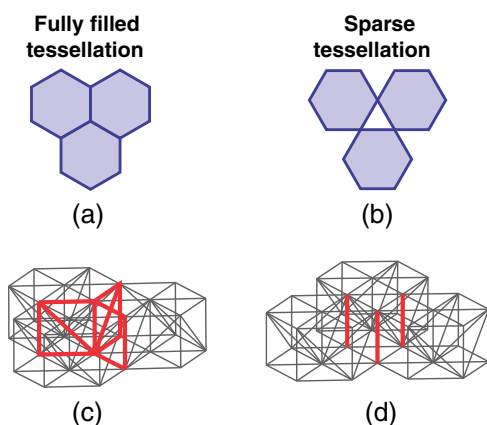 Fully filled
tessellation
Sparse
tessellation
(a)
(b)
(c)
(d)